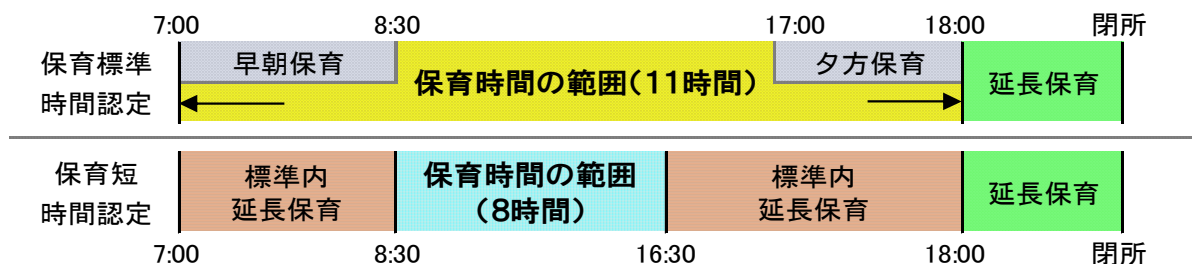 7:00 8:30 17:00 18:00 閉所
保育標準
時間認定
早朝保育
保育時間の範囲(11時間)
夕方保育
延長保育
保育短
時間認定
標準内
延長保育
保育時間の範囲
(8時間)
標準内
延長保育
延長保育
7:00 8:30 16:30 18:00 閉所